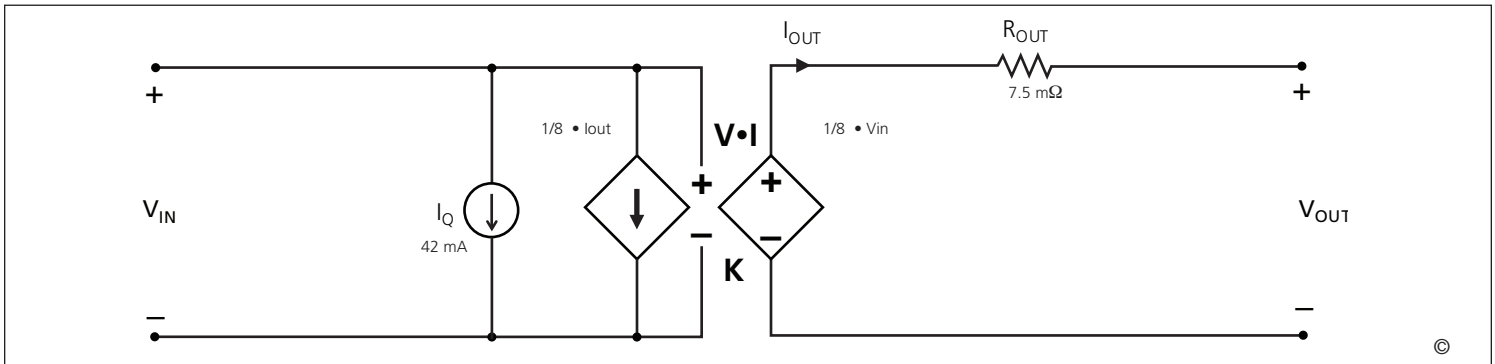 I_OUT
R_OUT
7.5 mΩ
+
+
1/8 • Iout
V•I
1/8 • Vin
+
+
V_IN
I_Q
42 mA
V_OUT
–
–
K
–
–
©